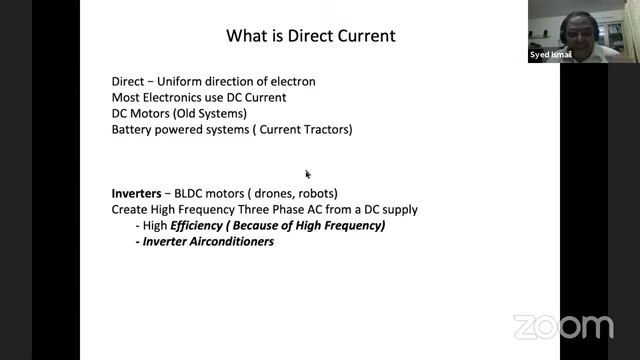 What is Direct Current
Syed Ismail
Direct – Uniform direction of electron
Most Electronics use DC Current
DC Motors (Old Systems)
Battery powered systems ( Current Tractors)
Inverters – BLDC motors ( drones, robots)
Create High Frequency Three Phase AC from a DC supply
- High Efficiency ( Because of High Frequency)
- Inverter Airconditioners
zoom